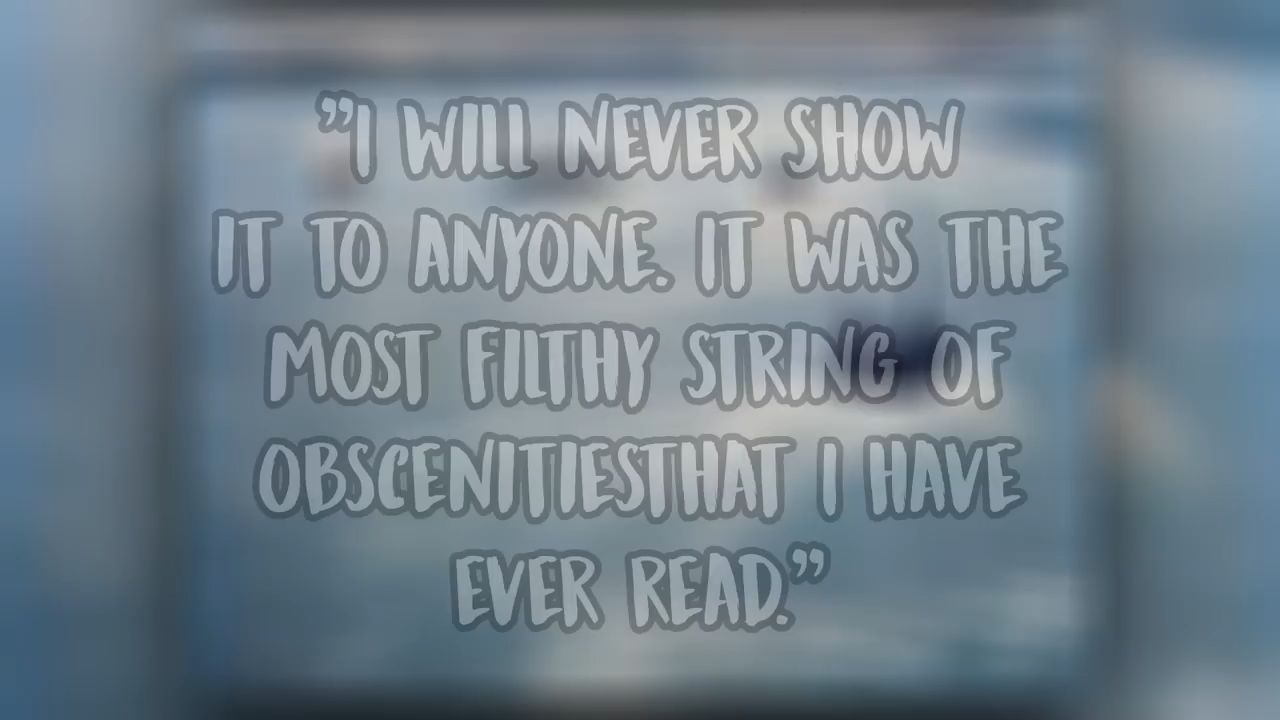 ”I WILL NEVER SHOW
IT TO ANYONE. IT WAS THE
MOST FILTHY STRING OF
OBSCENITIESTHAT I HAVE
EVER READ.”